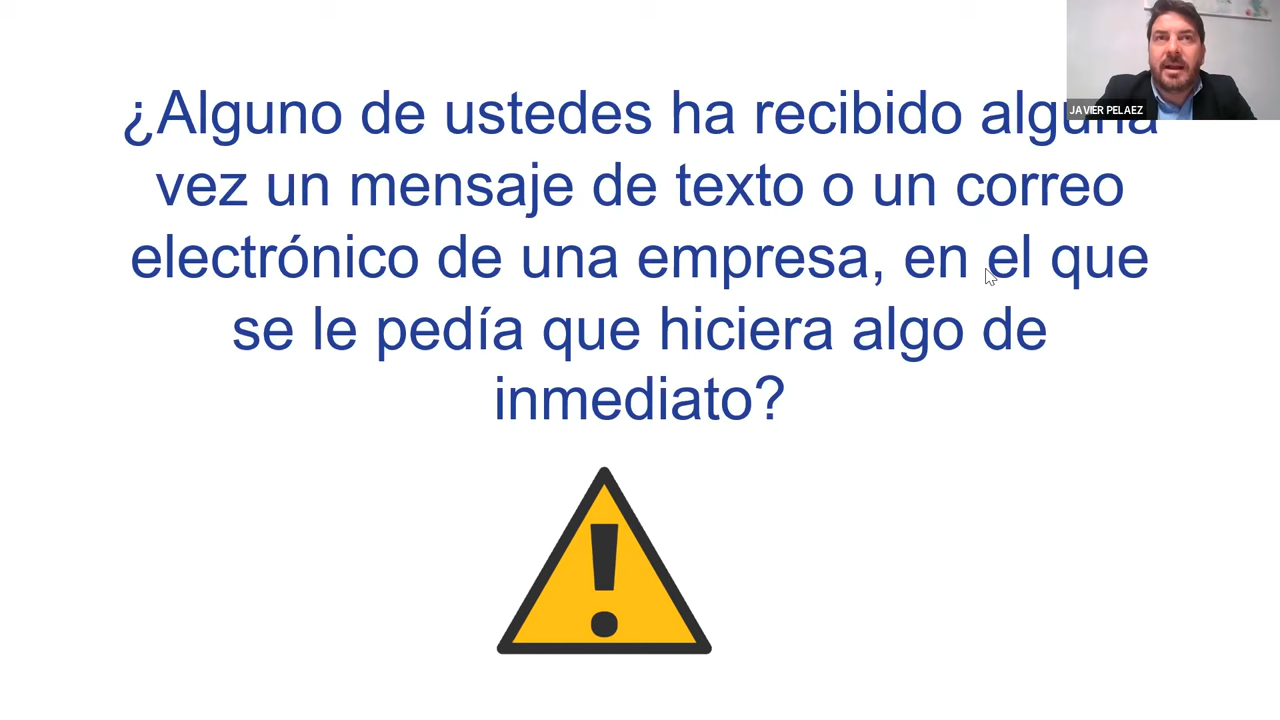 ¿Alguno de ustedes ha recibido alguna
vez un mensaje de texto o un correo
electrónico de una empresa, en el que
se le pedía que hiciera algo de
inmediato?
JAVIER PELAEZ